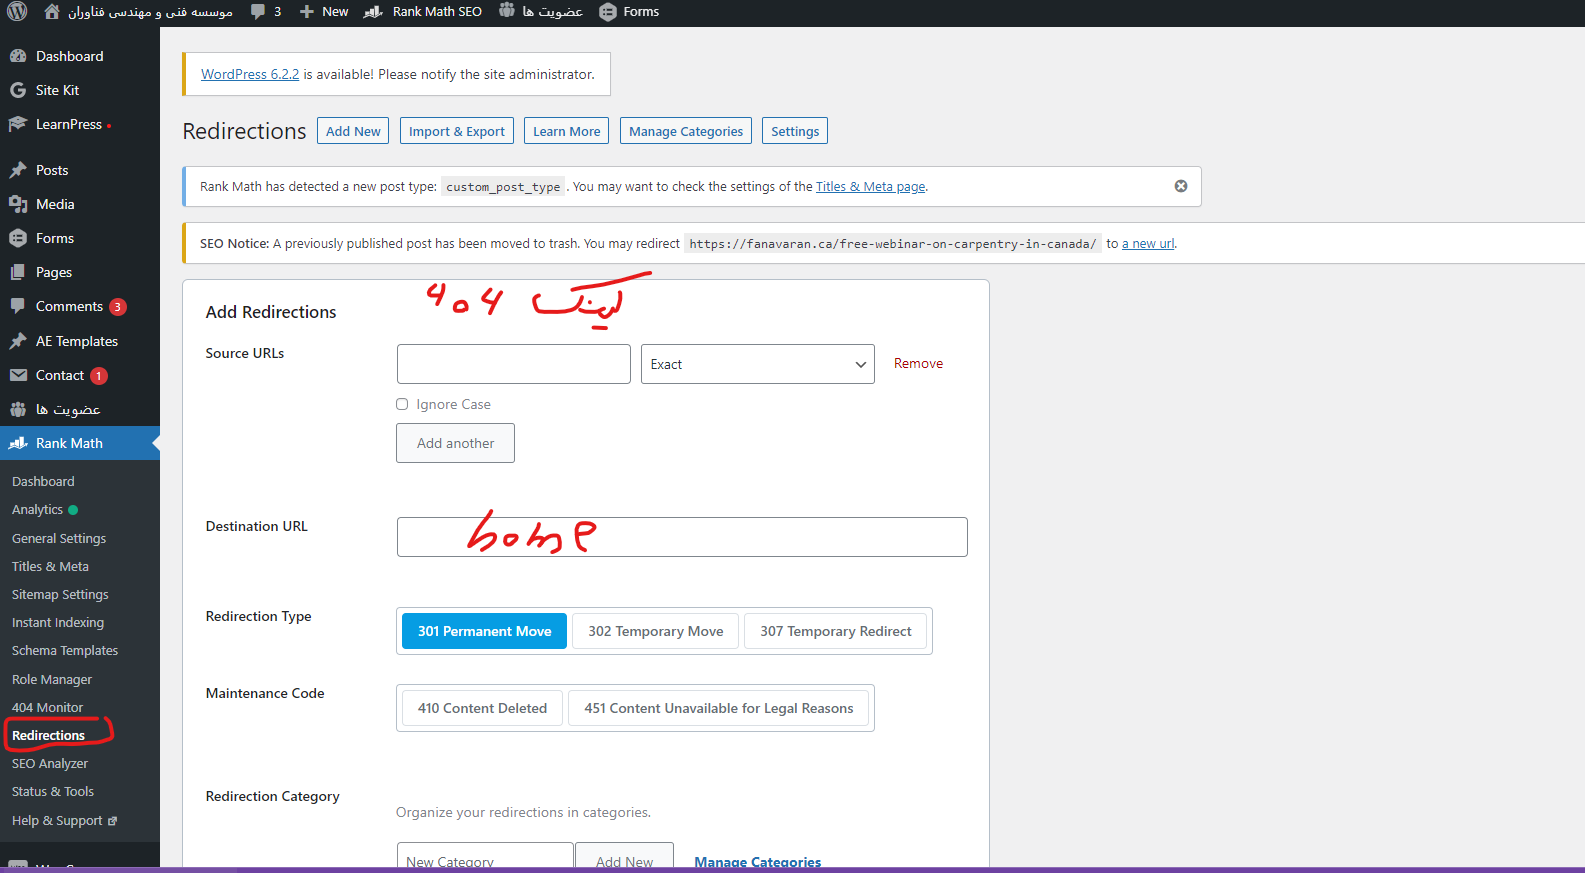 موسسه فنی و مهندسی فناوران 3 New Rank Math SEO عضویت ها Forms
Dashboard
Site Kit
LearnPress
Posts
Media
Forms
Pages
Comments 3
AE Templates
Contact 1
عضویت ها
Rank Math
Dashboard
Analytics
General Settings
Titles & Meta
Sitemap Settings
Instant Indexing
Schema Templates
Role Manager
404 Monitor
Redirections
SEO Analyzer
Status & Tools
Help & Support
WordPress 6.2.2 is available! Please notify the site administrator.
Redirections Add New Import & Export Learn More Manage Categories Settings
Rank Math has detected a new post type: custom_post_type. You may want to check the settings of the Titles & Meta page.
SEO Notice: A previously published post has been moved to trash. You may redirect https://fanavaran.ca/free-webinar-on-carpentry-in-canada/ to a new url.
لینک 404
Add Redirections
Source URLs Exact Remove
Ignore Case
Add another
Destination URL home
Redirection Type 301 Permanent Move 302 Temporary Move 307 Temporary Redirect
Maintenance Code 410 Content Deleted 451 Content Unavailable for Legal Reasons
Redirection Category
Organize your redirections in categories.
New Category Add New Manage Categories